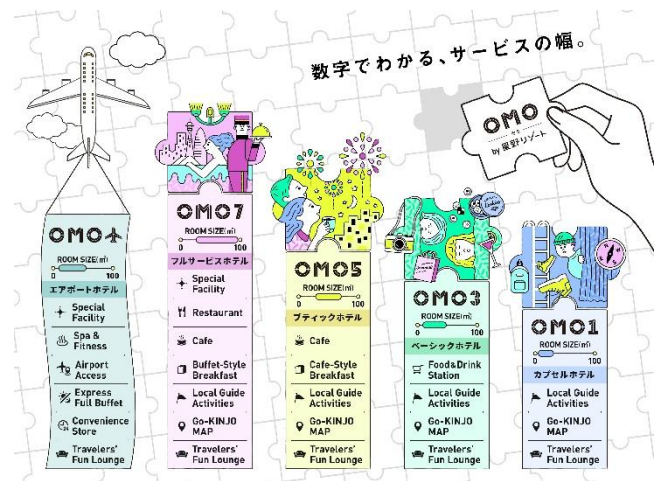 数字でわかる、サービスの幅。
OMO
by 星野リゾート
OMO
ROOM SIZE(㎡)
0 100
エアポートホテル
Special
Facility
Spa &
Fitness
Airport
Access
Express
Full Buffet
Convenience
Store
Travelers'
Fun Lounge
OMO7
ROOM SIZE(㎡)
0 100
フルサービスホテル
Special
Facility
Restaurant
Cafe
Buffet-Style
Breakfast
Local Guide
Activities
Go-KINJO
MAP
Travelers'
Fun Lounge
OMO5
ROOM SIZE(㎡)
0 100
ブティックホテル
Cafe
Cafe-Style
Breakfast
Local Guide
Activities
Go-KINJO
MAP
Travelers'
Fun Lounge
OMO3
ROOM SIZE(㎡)
0 100
ベーシックホテル
Food&Drink
Station
Local Guide
Activities
Go-KINJO
MAP
Travelers'
Fun Lounge
OMO1
ROOM SIZE(㎡)
0 100
カプセルホテル
Local Guide
Activities
Go-KINJO
MAP
Travelers'
Fun Lounge